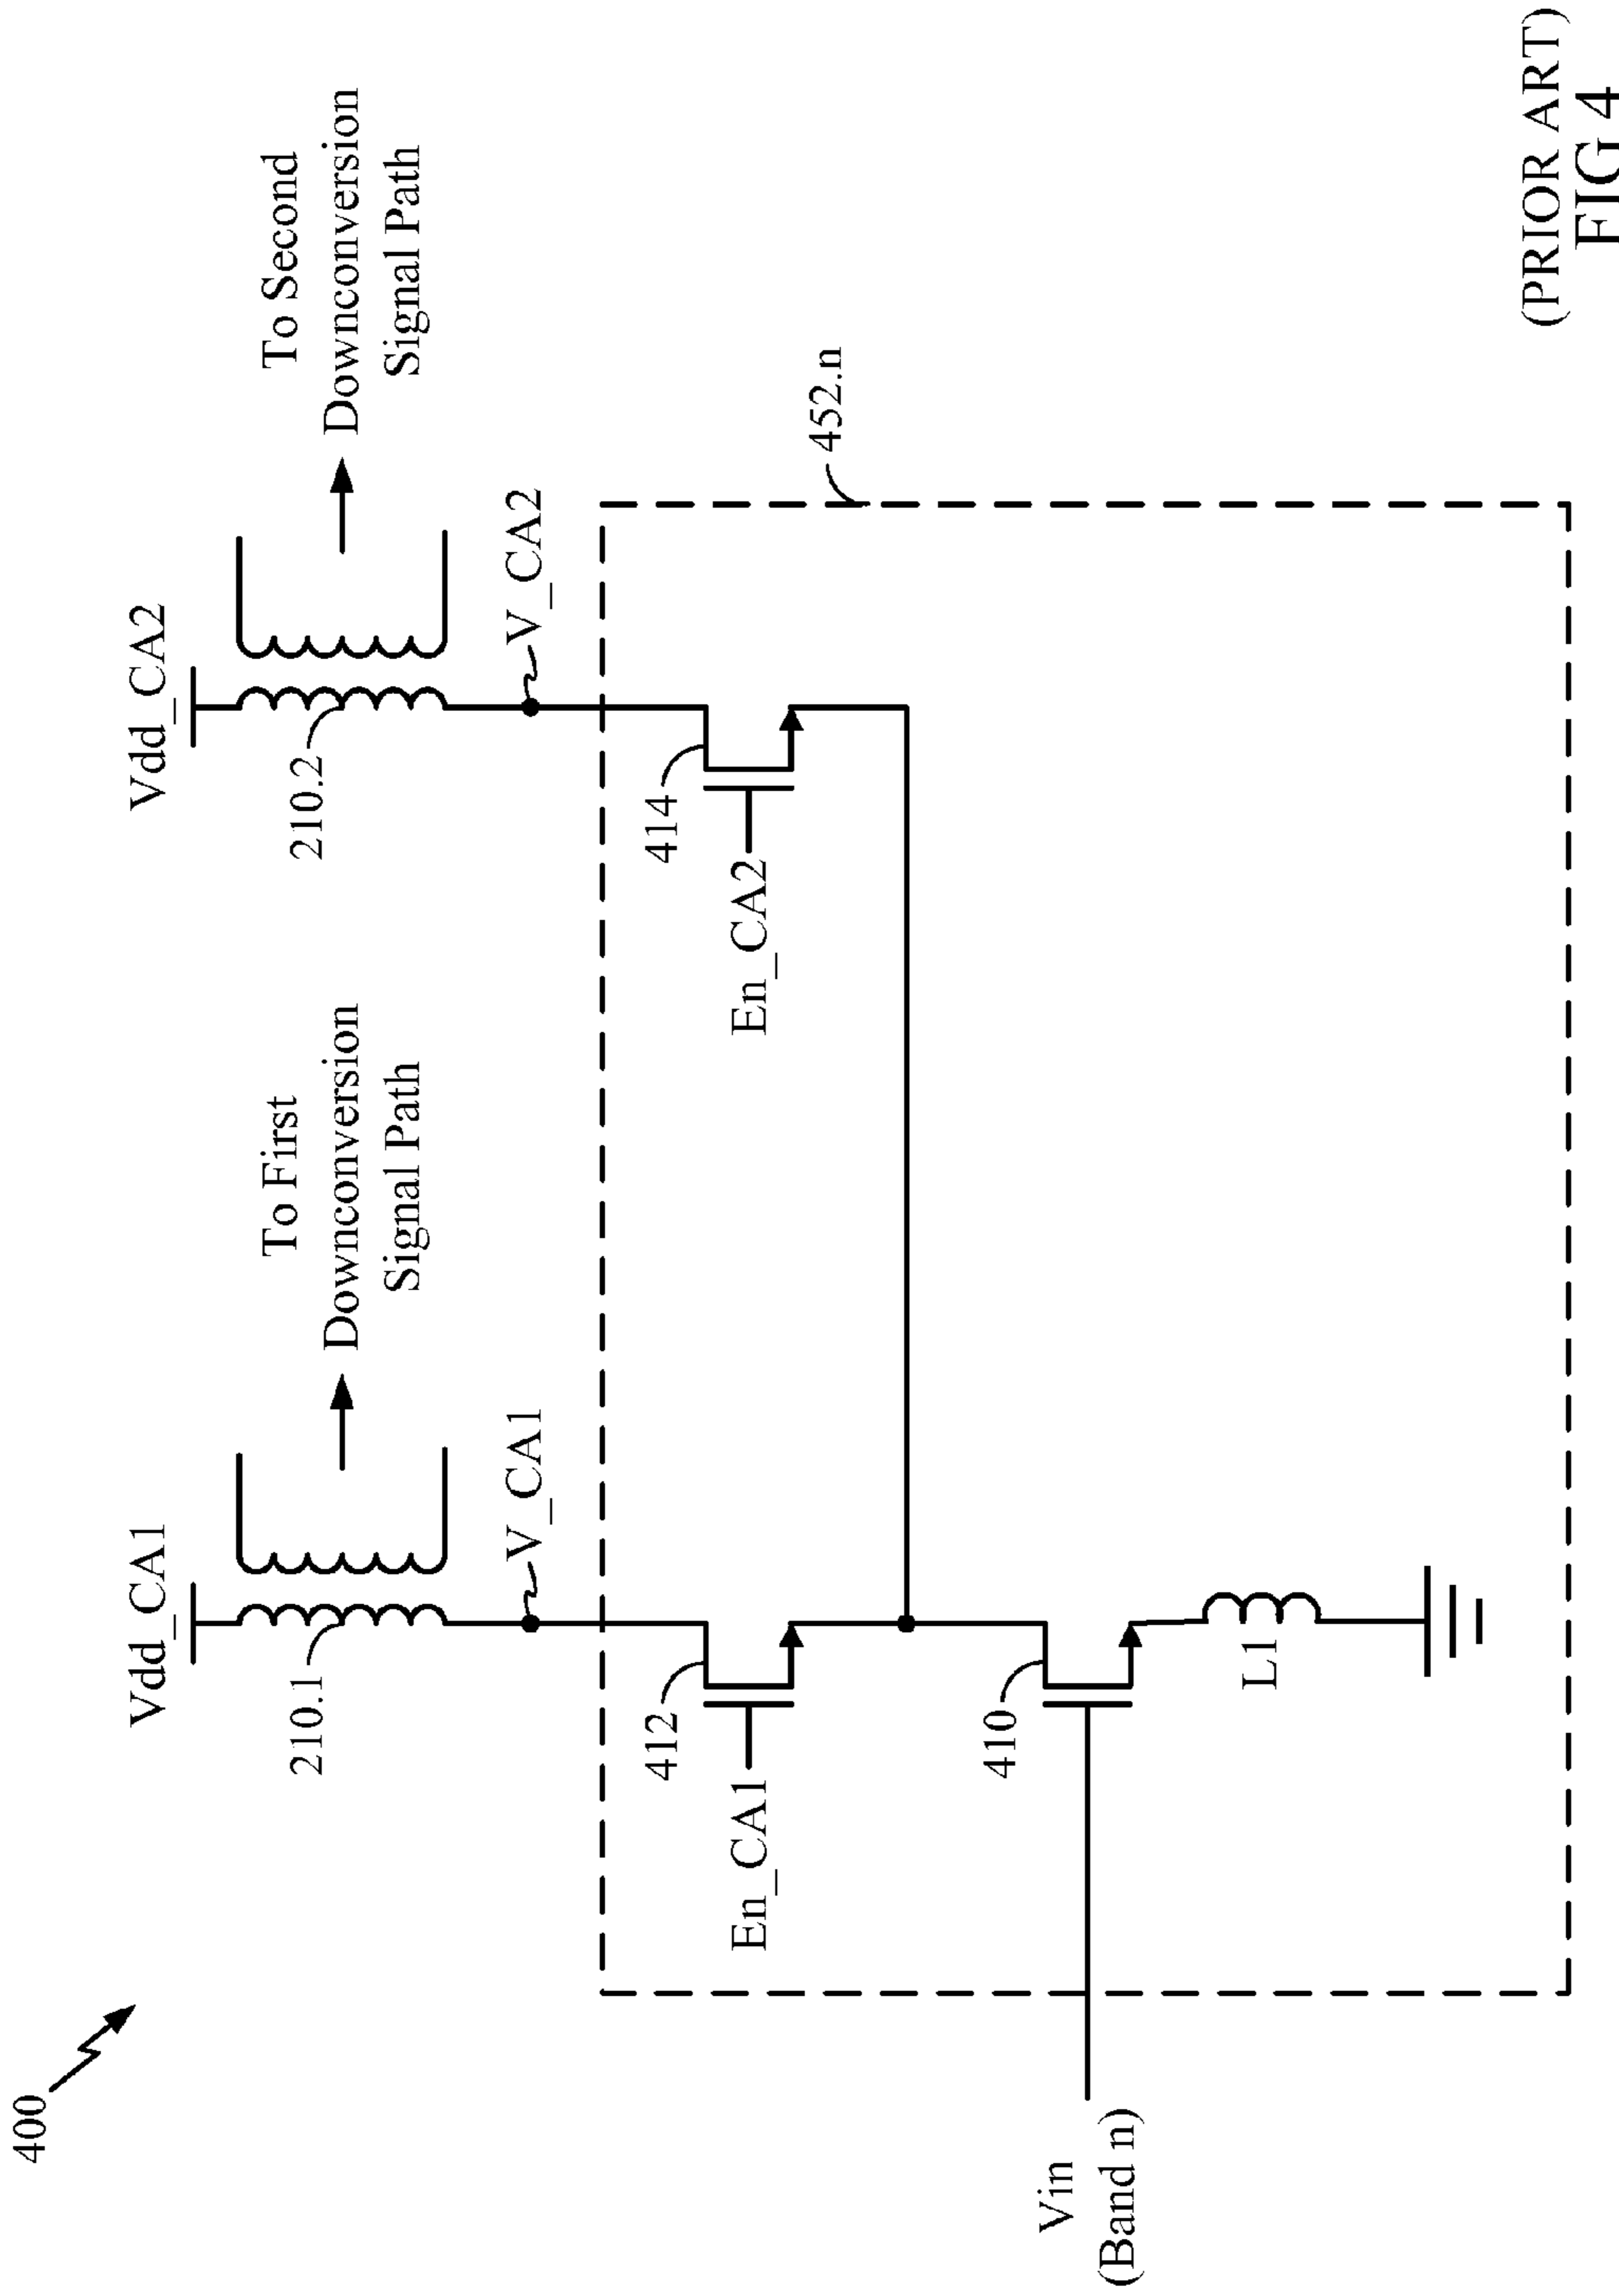 400
Vdd_CA1
Vdd_CA2
To First
Downconversion
Signal Path
To Second
Downconversion
Signal Path
210.1
210.2
V_CA1
V_CA2
452.n
412
414
En_CA1
En_CA2
410
Vin
(Band n)
L1
(PRIOR ART)
FIG 4